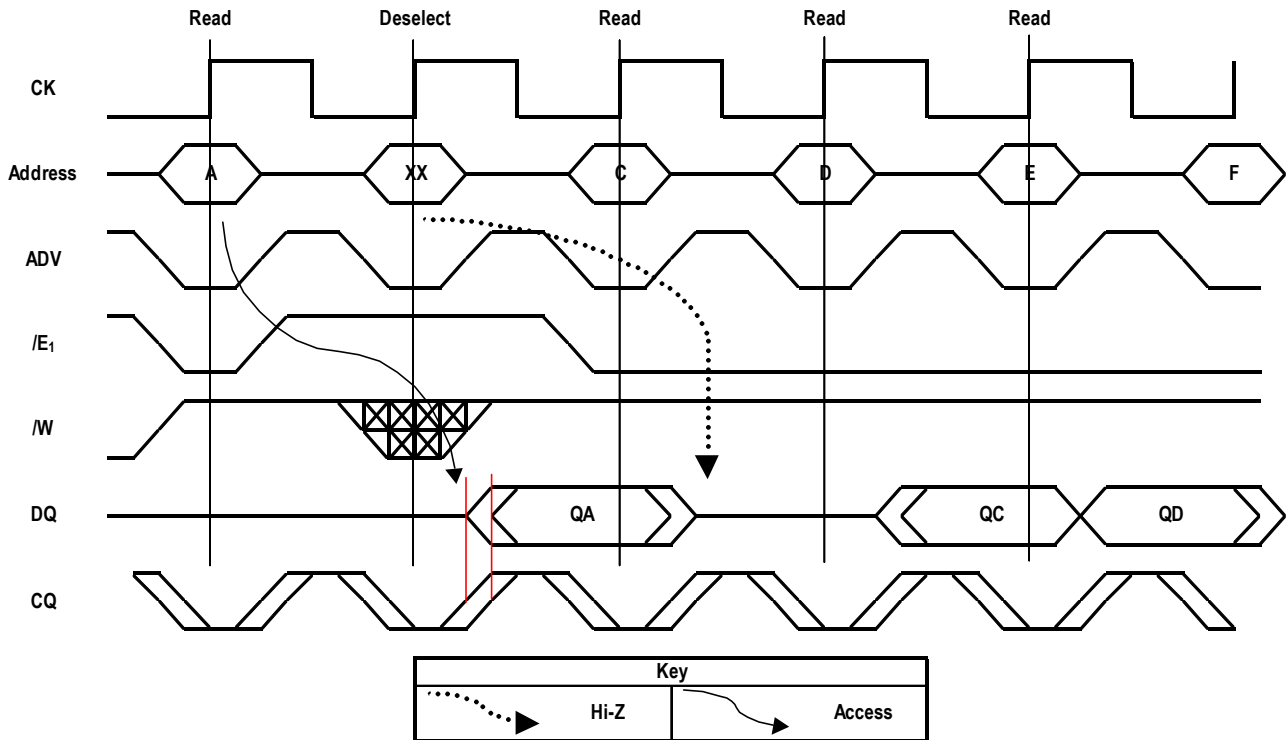 Read Deselect Read Read Read
CK
Address A XX C D E F
ADV
/E₁
/W
DQ QA QC QD
CQ
Key
Hi-Z Access